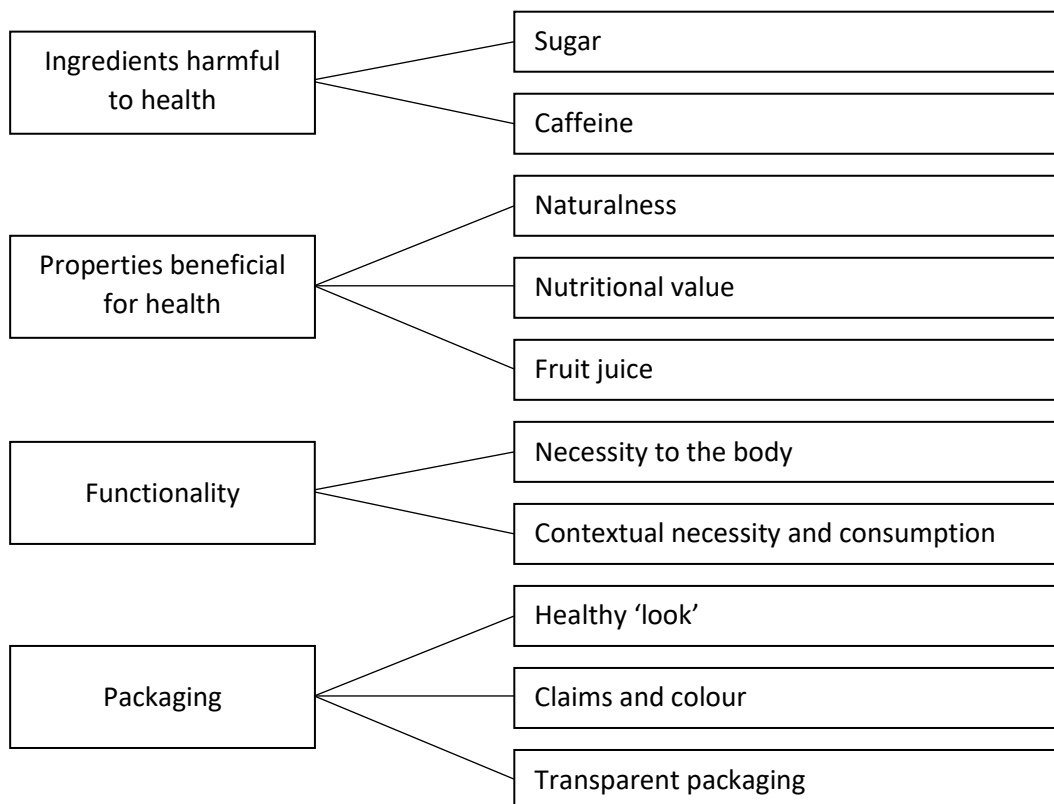 Ingredients harmful
to health
Sugar
Caffeine
Properties beneficial
for health
Naturalness
Nutritional value
Fruit juice
Functionality
Necessity to the body
Contextual necessity and consumption
Packaging
Healthy ‘look’
Claims and colour
Transparent packaging